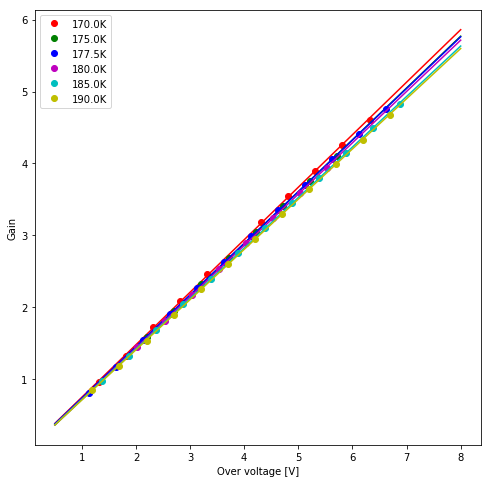 6
5
4
3
2
1
Gain
170.0K
175.0K
177.5K
180.0K
185.0K
190.0K
1 2 3 4 5 6 7 8
Over voltage [V]